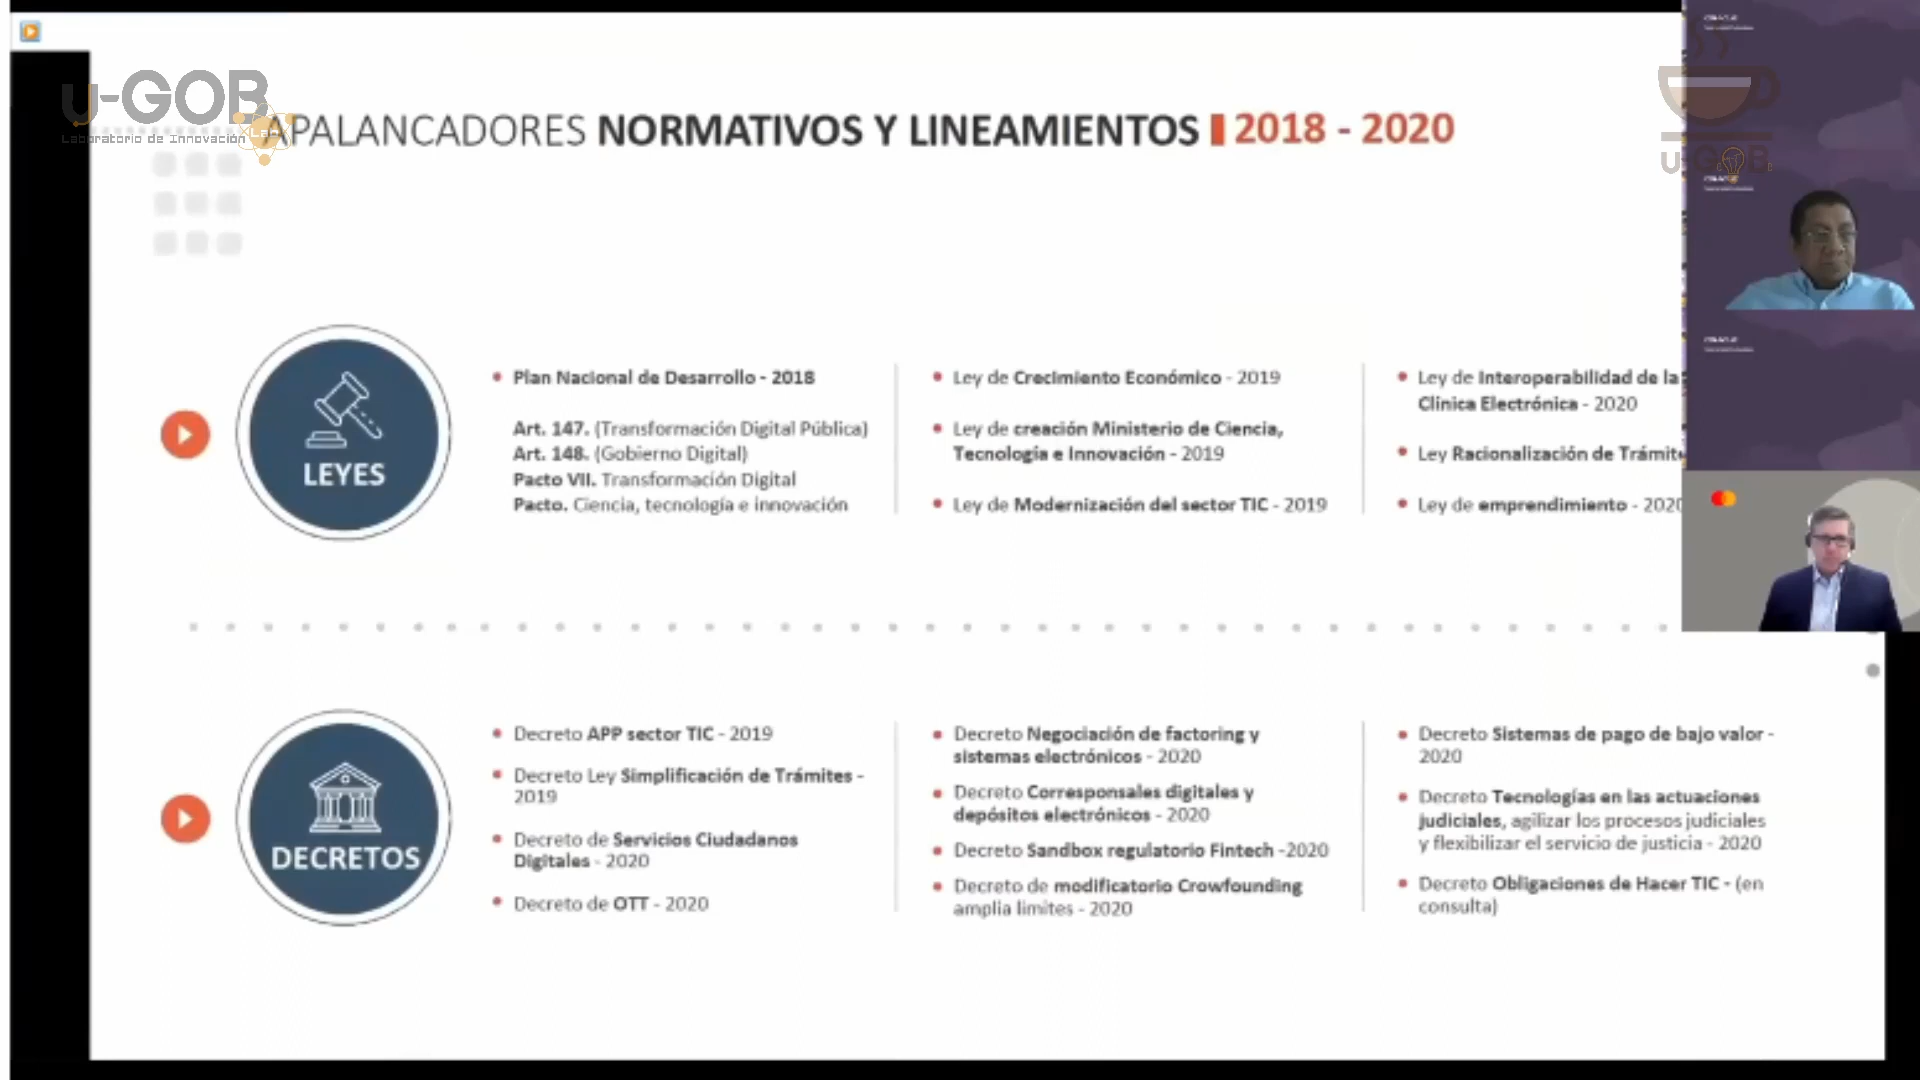 u-GOB
Laboratorio de Innovación
Lab
APALANCADORES NORMATIVOS Y LINEAMIENTOS 2018 - 2020
u-GOB
LEYES
Plan Nacional de Desarrollo - 2018
Art. 147. (Transformación Digital Pública)
Art. 148. (Gobierno Digital)
Pacto VII. Transformación Digital
Pacto. Ciencia, tecnología e innovación
Ley de Crecimiento Económico - 2019
Ley de creación Ministerio de Ciencia,
Tecnología e Innovación - 2019
Ley de Modernización del sector TIC - 2019
Ley de Interoperabilidad de la
Clinica Electrónica - 2020
Ley Racionalización de
Ley de emprendimiento - 2020
DECRETOS
Decreto APP sector TIC - 2019
Decreto Ley Simplificación de Trámites -
2019
Decreto de Servicios Ciudadanos
Digitales - 2020
Decreto de OTT - 2020
Decreto Negociación de factoring y
sistemas electrónicos - 2020
Decreto Corresponsales digitales y
depósitos electrónicos - 2020
Decreto Sandbox regulatorio Fintech -2020
Decreto de modificatorio Crowfounding
amplia limites - 2020
Decreto Sistemas de pago de bajo valor -
2020
Decreto Tecnologías en las actuaciones
judiciales, agilizar los procesos judiciales
y flexibilizar el servicio de justicia - 2020
Decreto Obligaciones de Hacer TIC - (en
consulta)